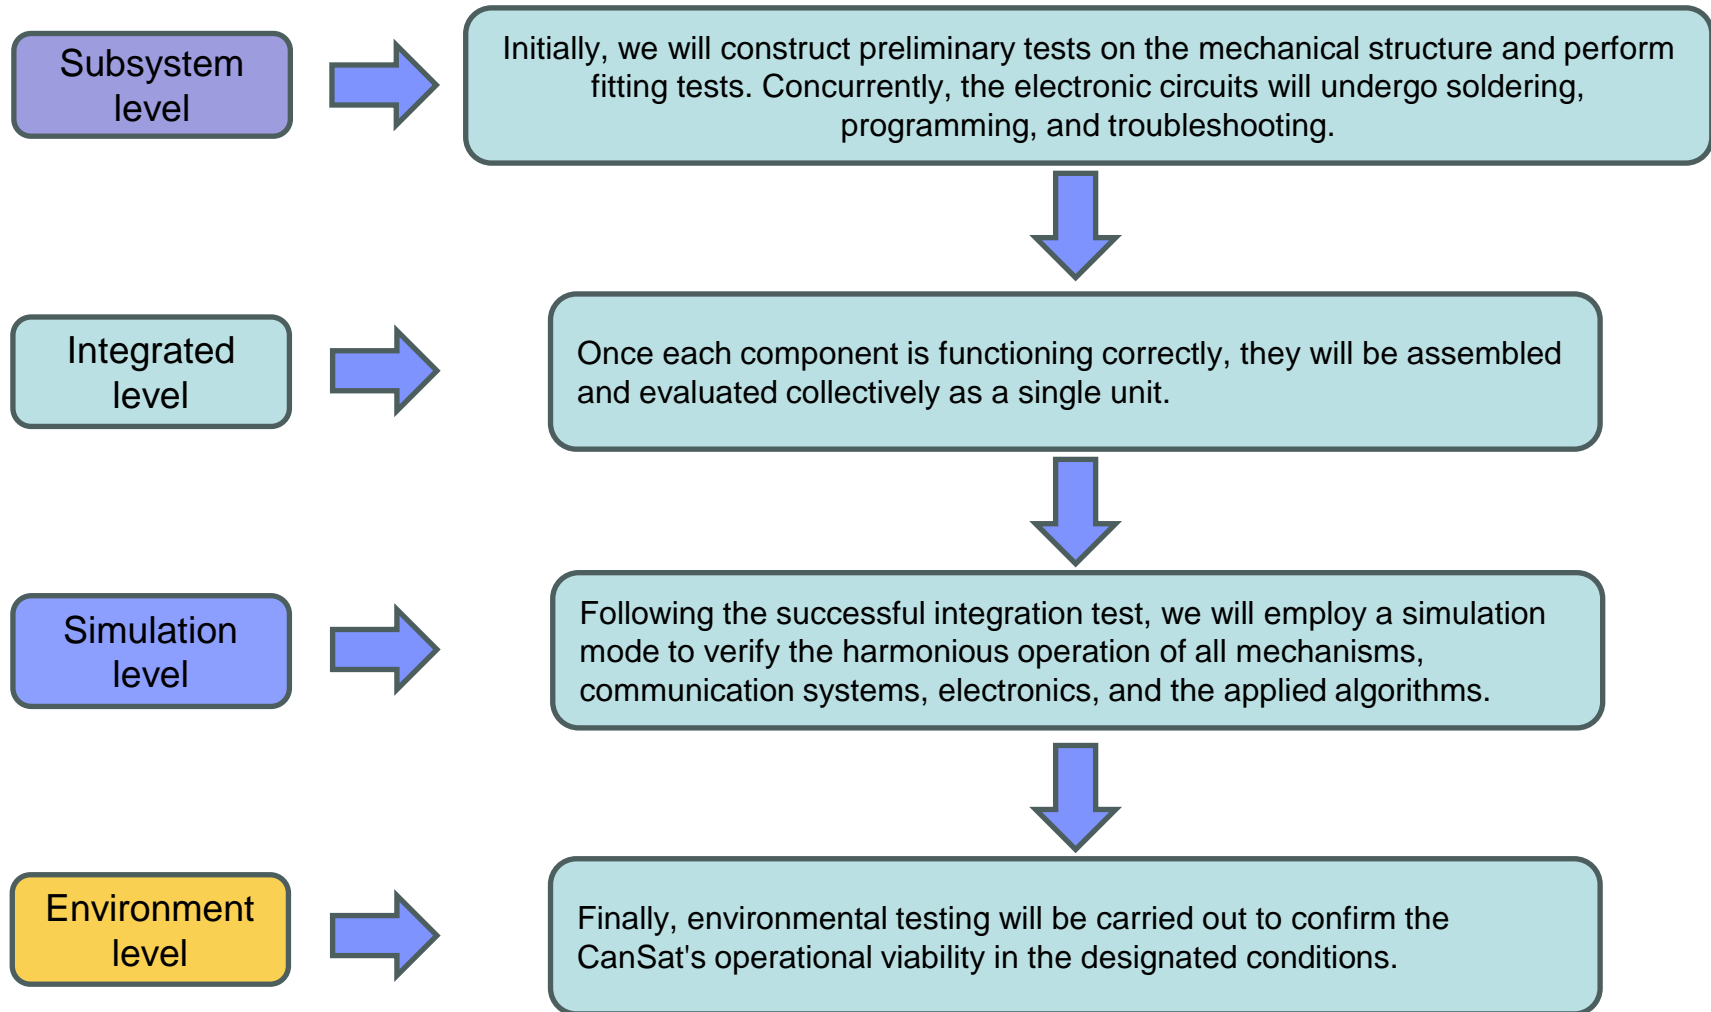 Subsystem
level
Initially, we will construct preliminary tests on the mechanical structure and perform
fitting tests. Concurrently, the electronic circuits will undergo soldering,
programming, and troubleshooting.
Integrated
level
Once each component is functioning correctly, they will be assembled
and evaluated collectively as a single unit.
Simulation
level
Following the successful integration test, we will employ a simulation
mode to verify the harmonious operation of all mechanisms,
communication systems, electronics, and the applied algorithms.
Environment
level
Finally, environmental testing will be carried out to confirm the
CanSat's operational viability in the designated conditions.